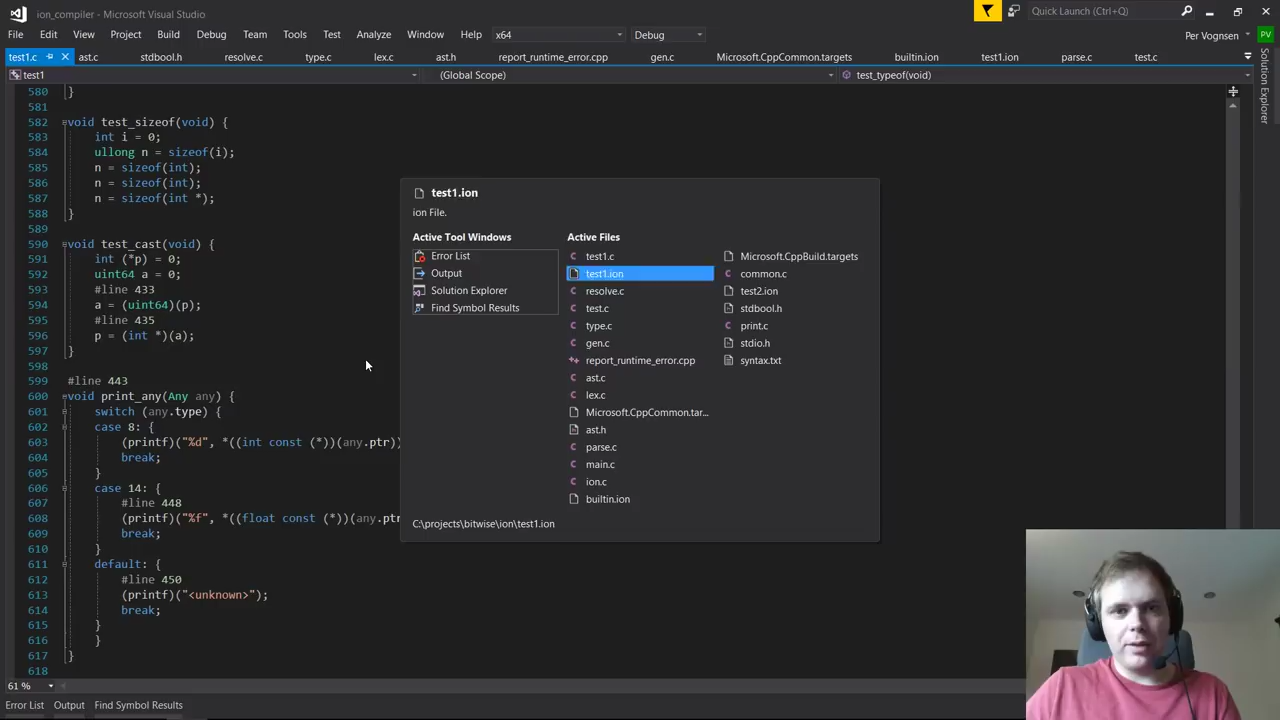 ion_compiler - Microsoft Visual Studio
Quick Launch (Ctrl+Q)
File Edit View Project Build Debug Team Tools Test Analyze Window Help x64 Debug
Per Vognsen PV
test1.c ast.c stdbool.h resolve.c type.c lex.c ast.h report_runtime_error.cpp gen.c Microsoft.CppCommon.targets builtin.ion test1.ion parse.c test.c
test1 (Global Scope) test_typeof(void)
Solution Explorer
580 }
581
582 void test_sizeof(void) {
583 int i = 0;
584 ullong n = sizeof(i);
585 n = sizeof(int);
586 n = sizeof(int);
587 n = sizeof(int *);
588 }
589
590 void test_cast(void) {
591 int (*p) = 0;
592 uint64 a = 0;
593 #line 433
594 a = (uint64)(p);
595 #line 435
596 p = (int *)(a);
597 }
598
599 #line 443
600 void print_any(Any any) {
601 switch (any.type) {
602 case 8: {
603 (printf)("%d", *((int const (*))(any.ptr))
604 break;
605 }
606 case 14: {
607 #line 448
608 (printf)("%f", *((float const (*))(any.ptr
609 break;
610 }
611 default: {
612 #line 450
613 (printf)("<unknown>");
614 break;
615 }
616 }
617 }
618
test1.ion
ion File.
Active Tool Windows
Error List
Output
Solution Explorer
Find Symbol Results
Active Files
test1.c
test1.ion
resolve.c
test.c
type.c
gen.c
report_runtime_error.cpp
ast.c
lex.c
Microsoft.CppCommon.tar...
ast.h
parse.c
main.c
ion.c
builtin.ion
Microsoft.CppBuild.targets
common.c
test2.ion
stdbool.h
print.c
stdio.h
syntax.txt
C:\projects\bitwise\ion\test1.ion
61 %
Error List Output Find Symbol Results